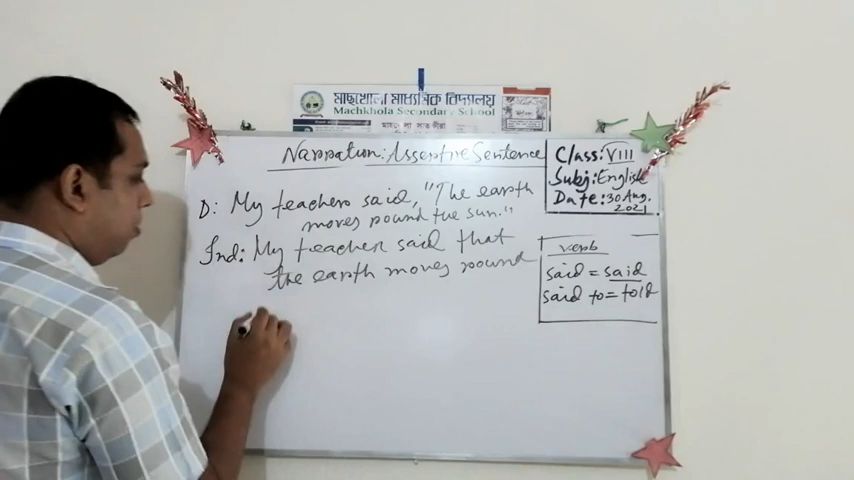 মাছখোলা মাধ্যমিক বিদ্যালয়
Machkhola Secondary School
Narration: Assertive Sentence
Class: VIII
Subj: English
Date: 30 Aug. 2021
D: My teacher said, "The earth
moves round the sun."
Ind: My teacher said that
the earth moves round
verb
said = said
said to = told